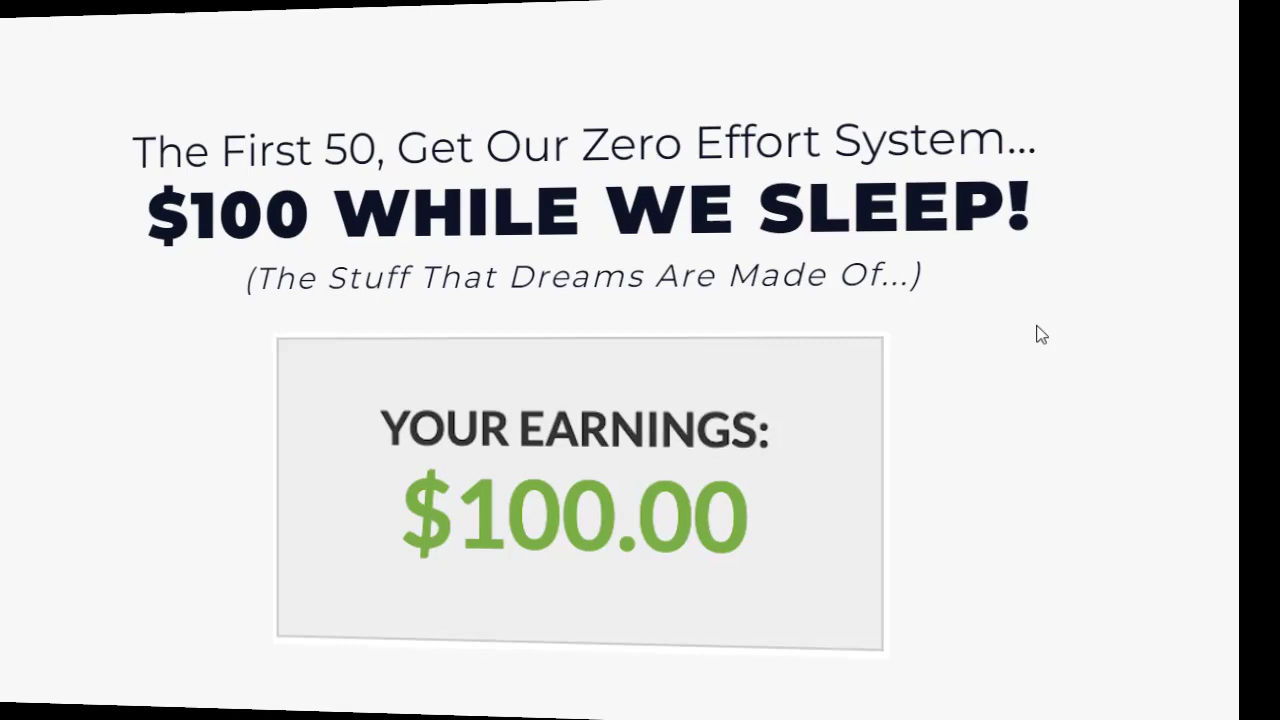 The First 50, Get Our Zero Effort System...
$100 WHILE WE SLEEP!
(The Stuff That Dreams Are Made Of...)
YOUR EARNINGS:
$100.00